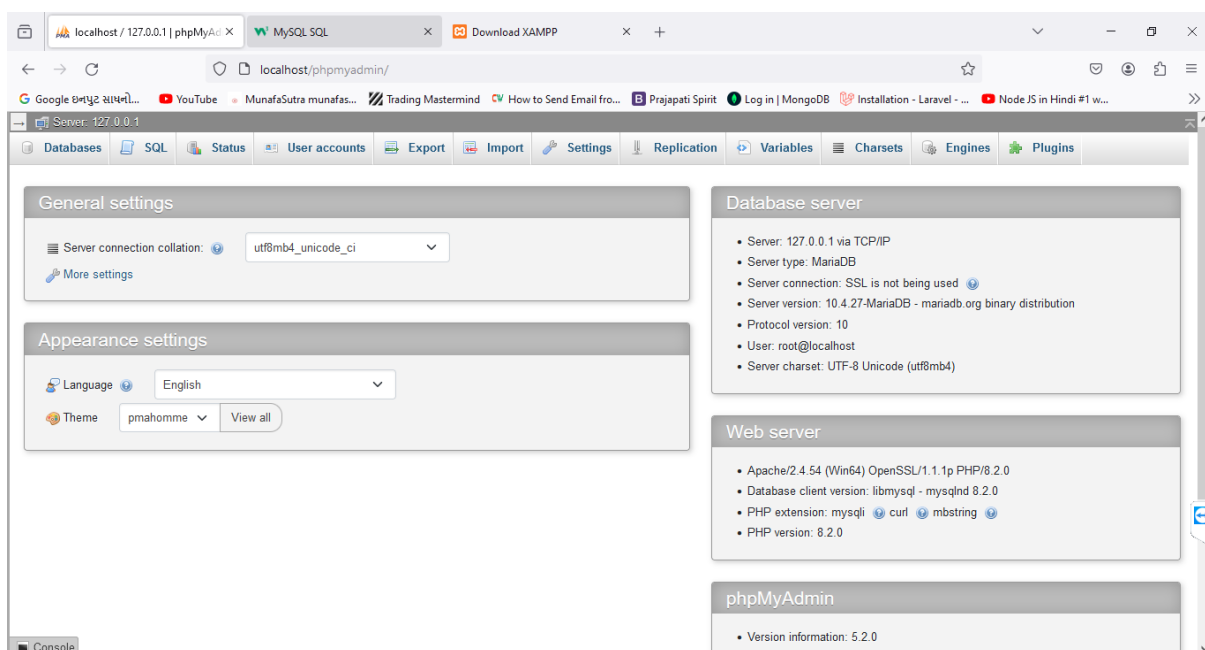 localhost / 127.0.0.1 | phpMyAd
MySQL SQL
Download XAMPP
localhost/phpmyadmin/
Google ઇનપુટ સાધનો...
YouTube
MunafaSutra munafas...
Trading Mastermind
CV How to Send Email fro...
B Prajapati Spirit
Log in | MongoDB
Installation - Laravel - ...
Node JS in Hindi #1 w...
Server: 127.0.0.1
Databases
SQL
Status
User accounts
Export
Import
Settings
Replication
Variables
Charsets
Engines
Plugins
General settings
Server connection collation:
utf8mb4_unicode_ci
More settings
Appearance settings
Language
English
Theme
pmahomme
View all
Database server
• Server: 127.0.0.1 via TCP/IP
• Server type: MariaDB
• Server connection: SSL is not being used
• Server version: 10.4.27-MariaDB - mariadb.org binary distribution
• Protocol version: 10
• User: root@localhost
• Server charset: UTF-8 Unicode (utf8mb4)
Web server
• Apache/2.4.54 (Win64) OpenSSL/1.1.1p PHP/8.2.0
• Database client version: libmysql - mysqlnd 8.2.0
• PHP extension: mysqli curl mbstring
• PHP version: 8.2.0
phpMyAdmin
• Version information: 5.2.0
Console